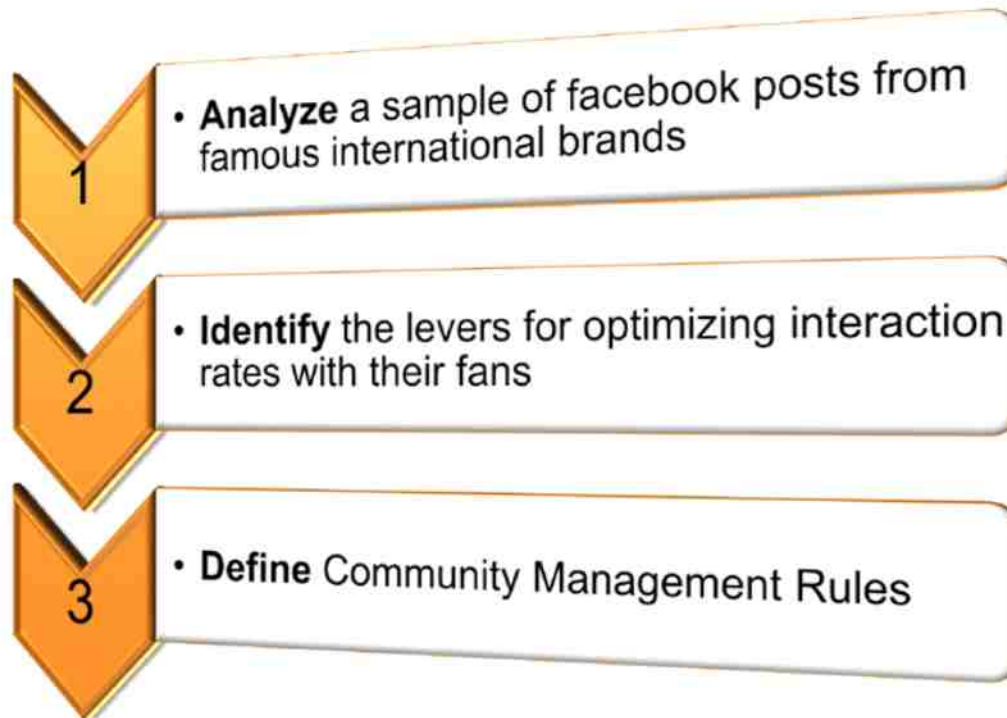 1
• Analyze a sample of facebook posts from
famous international brands
2
• Identify the levers for optimizing interaction
rates with their fans
3
• Define Community Management Rules